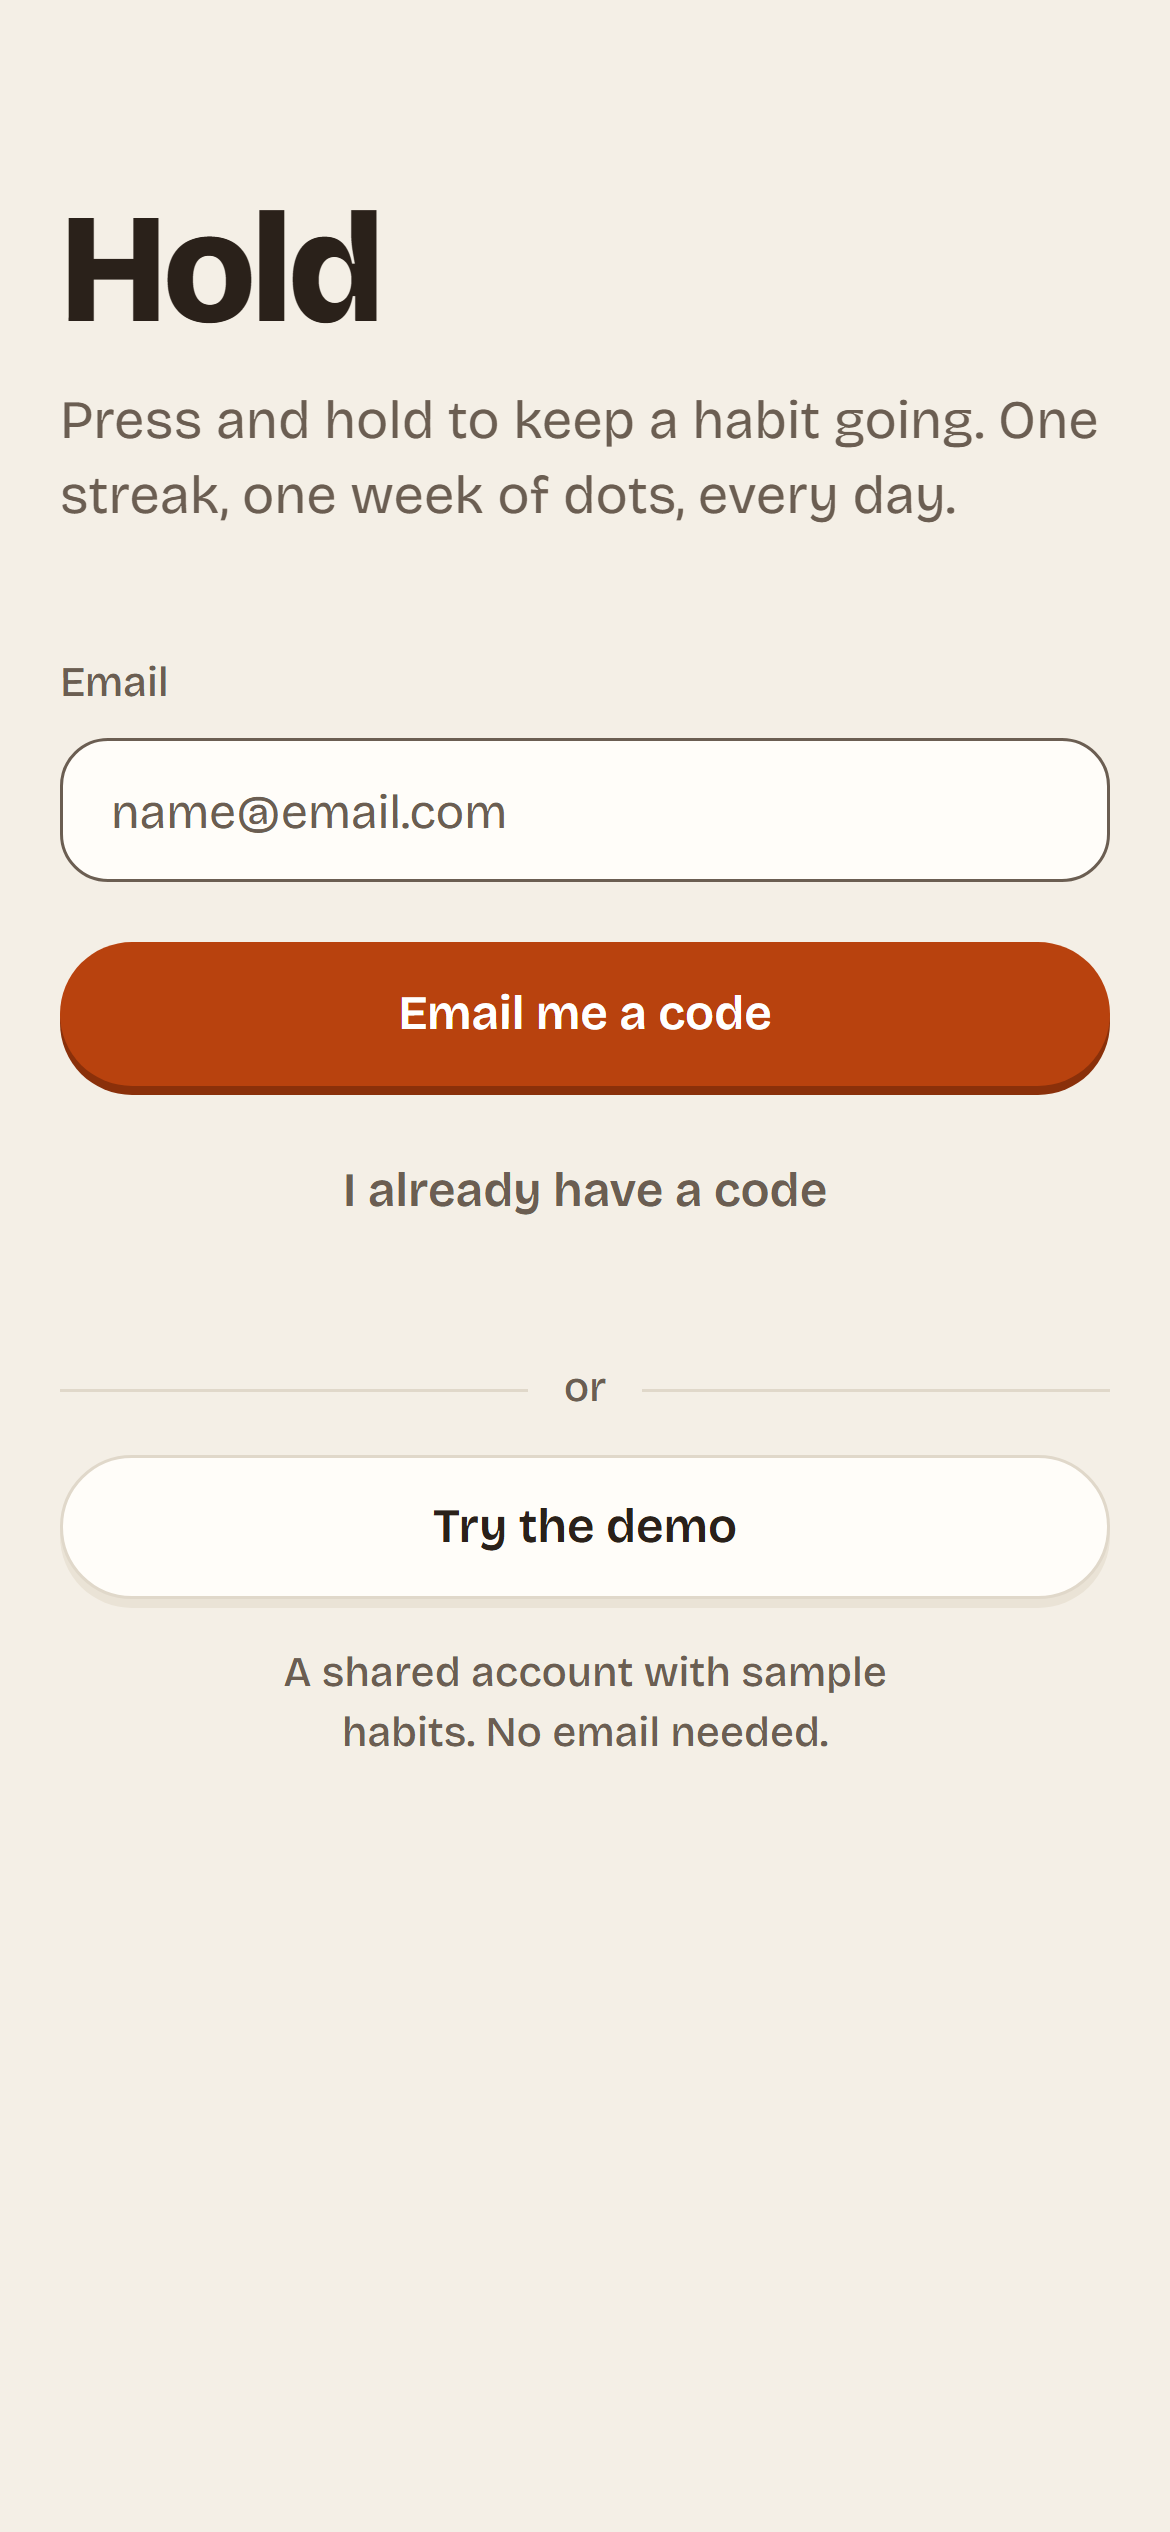 Hold
Press and hold to keep a habit going. One
streak, one week of dots, every day.
Email
name@email.com
Email me a code
I already have a code
or
Try the demo
A shared account with sample
habits. No email needed.